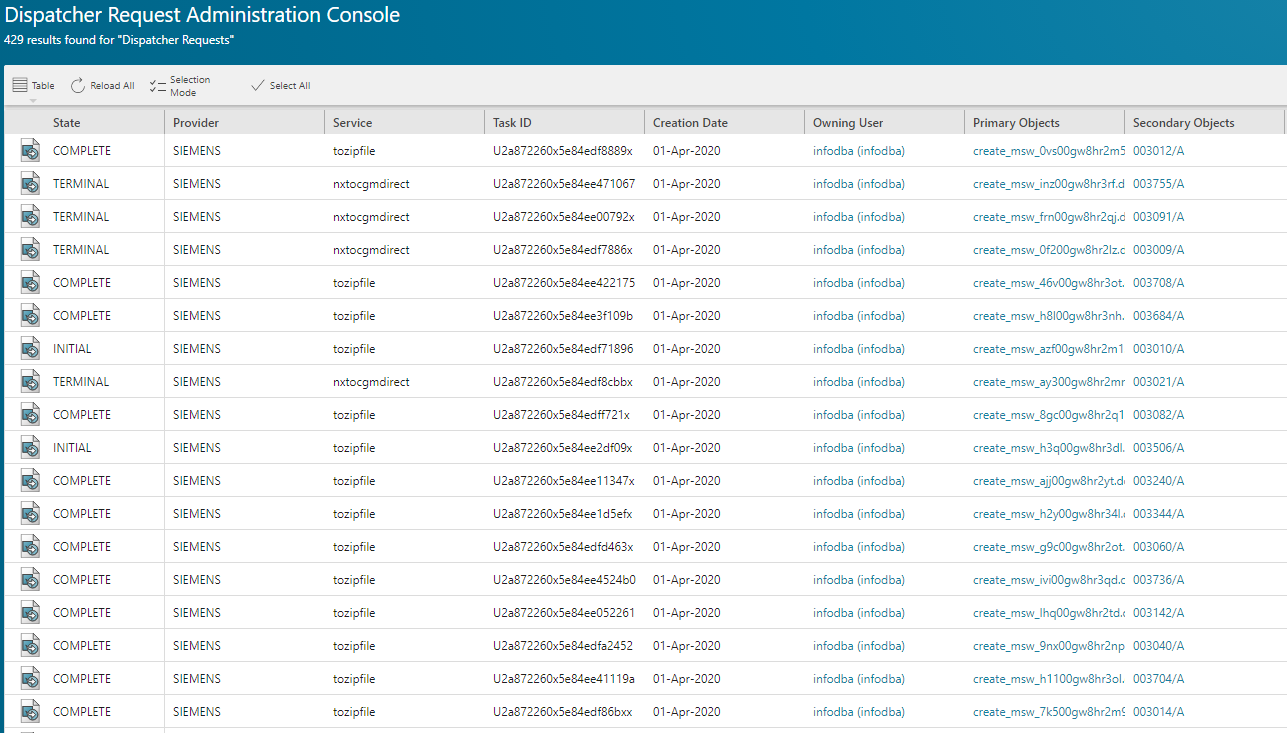 Dispatcher Request Administration Console
429 results found for "Dispatcher Requests"
Table Reload All Selection Mode Select All
State Provider Service Task ID Creation Date Owning User Primary Objects Secondary Objects
COMPLETE SIEMENS tozipfile U2a872260x5e84edf8889x 01-Apr-2020 infodba (infodba) create_msw_0vs00gw8hr2m5 003012/A
TERMINAL SIEMENS nxtocgmdirect U2a872260x5e84ee471067 01-Apr-2020 infodba (infodba) create_msw_inz00gw8hr3rf.d 003755/A
TERMINAL SIEMENS nxtocgmdirect U2a872260x5e84ee00792x 01-Apr-2020 infodba (infodba) create_msw_frn00gw8hr2qj.d 003091/A
TERMINAL SIEMENS nxtocgmdirect U2a872260x5e84edf7886x 01-Apr-2020 infodba (infodba) create_msw_0f200gw8hr2lz.c 003009/A
COMPLETE SIEMENS tozipfile U2a872260x5e84ee422175 01-Apr-2020 infodba (infodba) create_msw_46v00gw8hr3ot. 003708/A
COMPLETE SIEMENS tozipfile U2a872260x5e84ee3f109b 01-Apr-2020 infodba (infodba) create_msw_h8l00gw8hr3nh. 003684/A
INITIAL SIEMENS tozipfile U2a872260x5e84edf71896 01-Apr-2020 infodba (infodba) create_msw_azf00gw8hr2m1 003010/A
TERMINAL SIEMENS nxtocgmdirect U2a872260x5e84edf8cbbx 01-Apr-2020 infodba (infodba) create_msw_ay300gw8hr2mr 003021/A
COMPLETE SIEMENS tozipfile U2a872260x5e84edff721x 01-Apr-2020 infodba (infodba) create_msw_8gc00gw8hr2q1 003082/A
INITIAL SIEMENS tozipfile U2a872260x5e84ee2df09x 01-Apr-2020 infodba (infodba) create_msw_h3q00gw8hr3dl. 003506/A
COMPLETE SIEMENS tozipfile U2a872260x5e84ee11347x 01-Apr-2020 infodba (infodba) create_msw_ajj00gw8hr2yt.d 003240/A
COMPLETE SIEMENS tozipfile U2a872260x5e84ee1d5efx 01-Apr-2020 infodba (infodba) create_msw_h2y00gw8hr34l. 003344/A
COMPLETE SIEMENS tozipfile U2a872260x5e84edfd463x 01-Apr-2020 infodba (infodba) create_msw_g9c00gw8hr2ot. 003060/A
COMPLETE SIEMENS tozipfile U2a872260x5e84ee4524b0 01-Apr-2020 infodba (infodba) create_msw_ivi00gw8hr3qd.c 003736/A
COMPLETE SIEMENS tozipfile U2a872260x5e84ee052261 01-Apr-2020 infodba (infodba) create_msw_lhq00gw8hr2td. 003142/A
COMPLETE SIEMENS tozipfile U2a872260x5e84edfa2452 01-Apr-2020 infodba (infodba) create_msw_9nx00gw8hr2np 003040/A
COMPLETE SIEMENS tozipfile U2a872260x5e84ee41119a 01-Apr-2020 infodba (infodba) create_msw_h1100gw8hr3ol. 003704/A
COMPLETE SIEMENS tozipfile U2a872260x5e84edf86bxx 01-Apr-2020 infodba (infodba) create_msw_7k500gw8hr2m9 003014/A